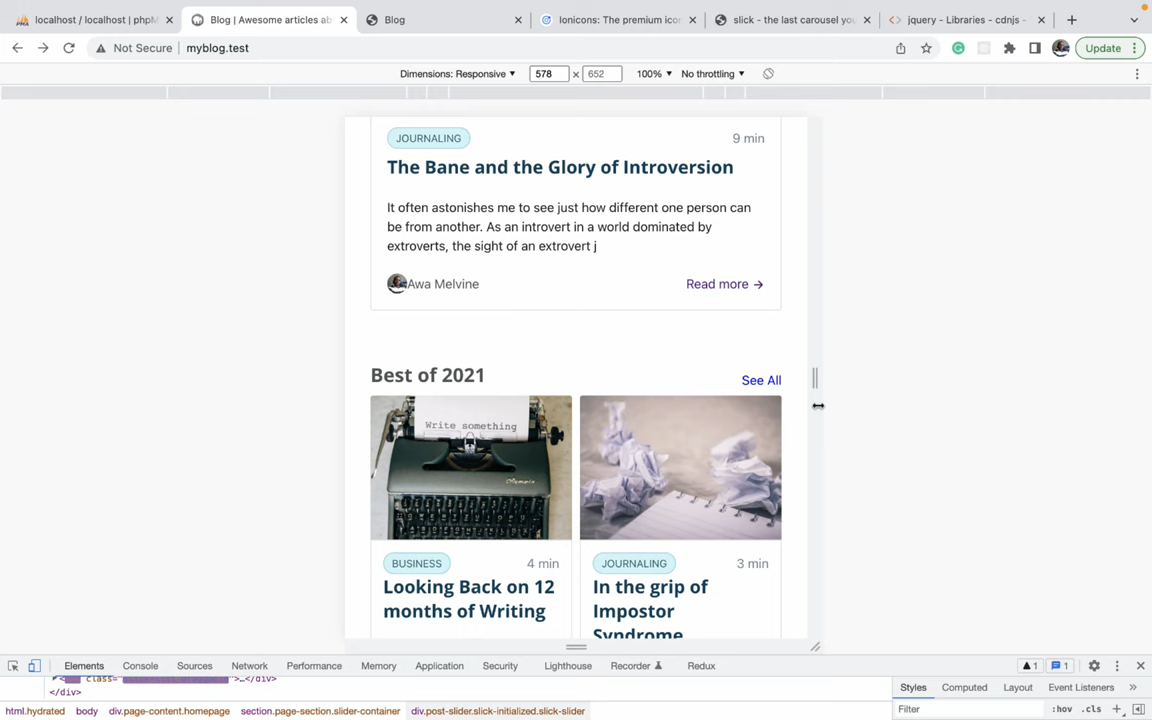 localhost / localhost | phpM
Blog | Awesome articles ab
Blog
Ionicons: The premium icon
slick - the last carousel you
jquery - Libraries - cdnjs -
Not Secure
myblog.test
Update
Dimensions: Responsive
578 × 652
100%
No throttling
JOURNALING
9 min
The Bane and the Glory of Introversion
It often astonishes me to see just how different one person can
be from another. As an introvert in a world dominated by
extroverts, the sight of an extrovert j
Awa Melvine
Read more →
Best of 2021
See All
Write something
Olympia
BUSINESS
4 min
JOURNALING
3 min
Looking Back on 12
months of Writing
In the grip of
Impostor
Syndrome
Elements
Console
Sources
Network
Performance
Memory
Application
Security
Lighthouse
Recorder
Redux
1
1
</div>
Styles
Computed
Layout
Event Listeners
html.hydrated
body
div.page-content.homepage
section.page-section.slider-container
div.post-slider.slick-initialized.slick-slider
Filter
:hov
.cls